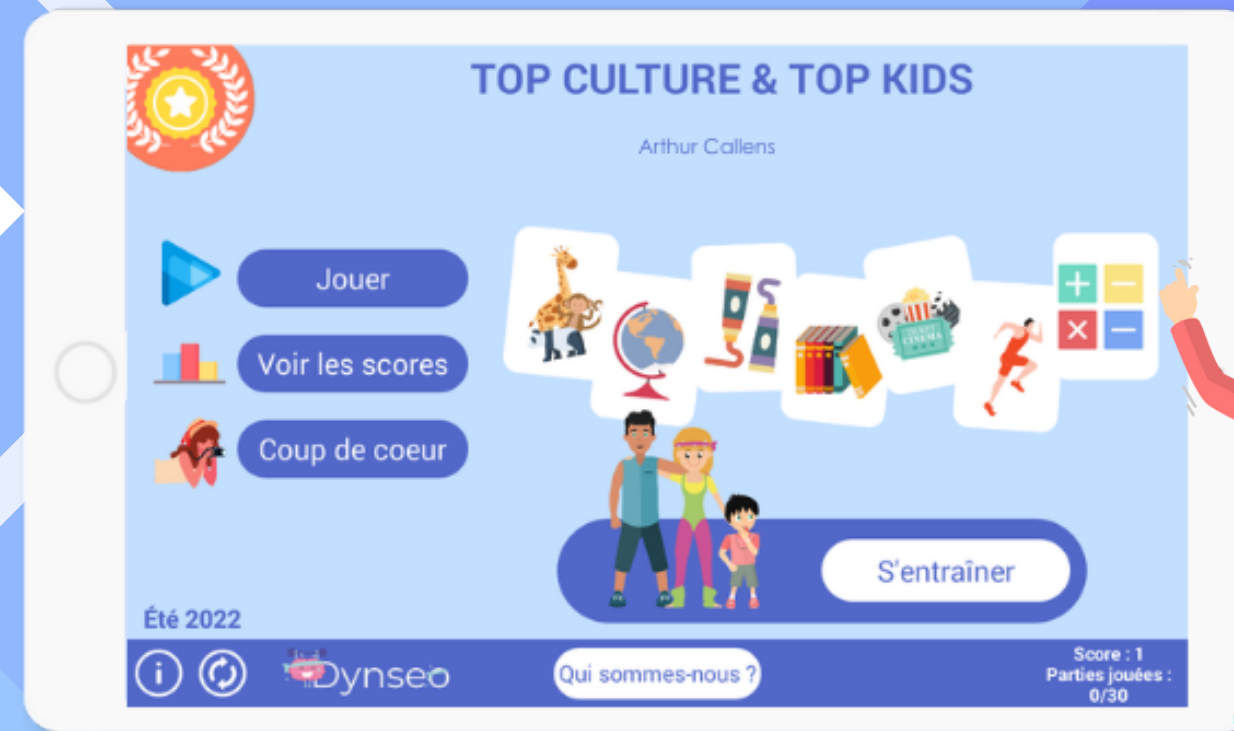 TOP CULTURE & TOP KIDS
Arthur Callens
Jouer
Voir les scores
Coup de coeur
S'entraîner
Été 2022
i
Dynseo
Qui sommes-nous ?
Score : 1
Parties jouées :
0/30